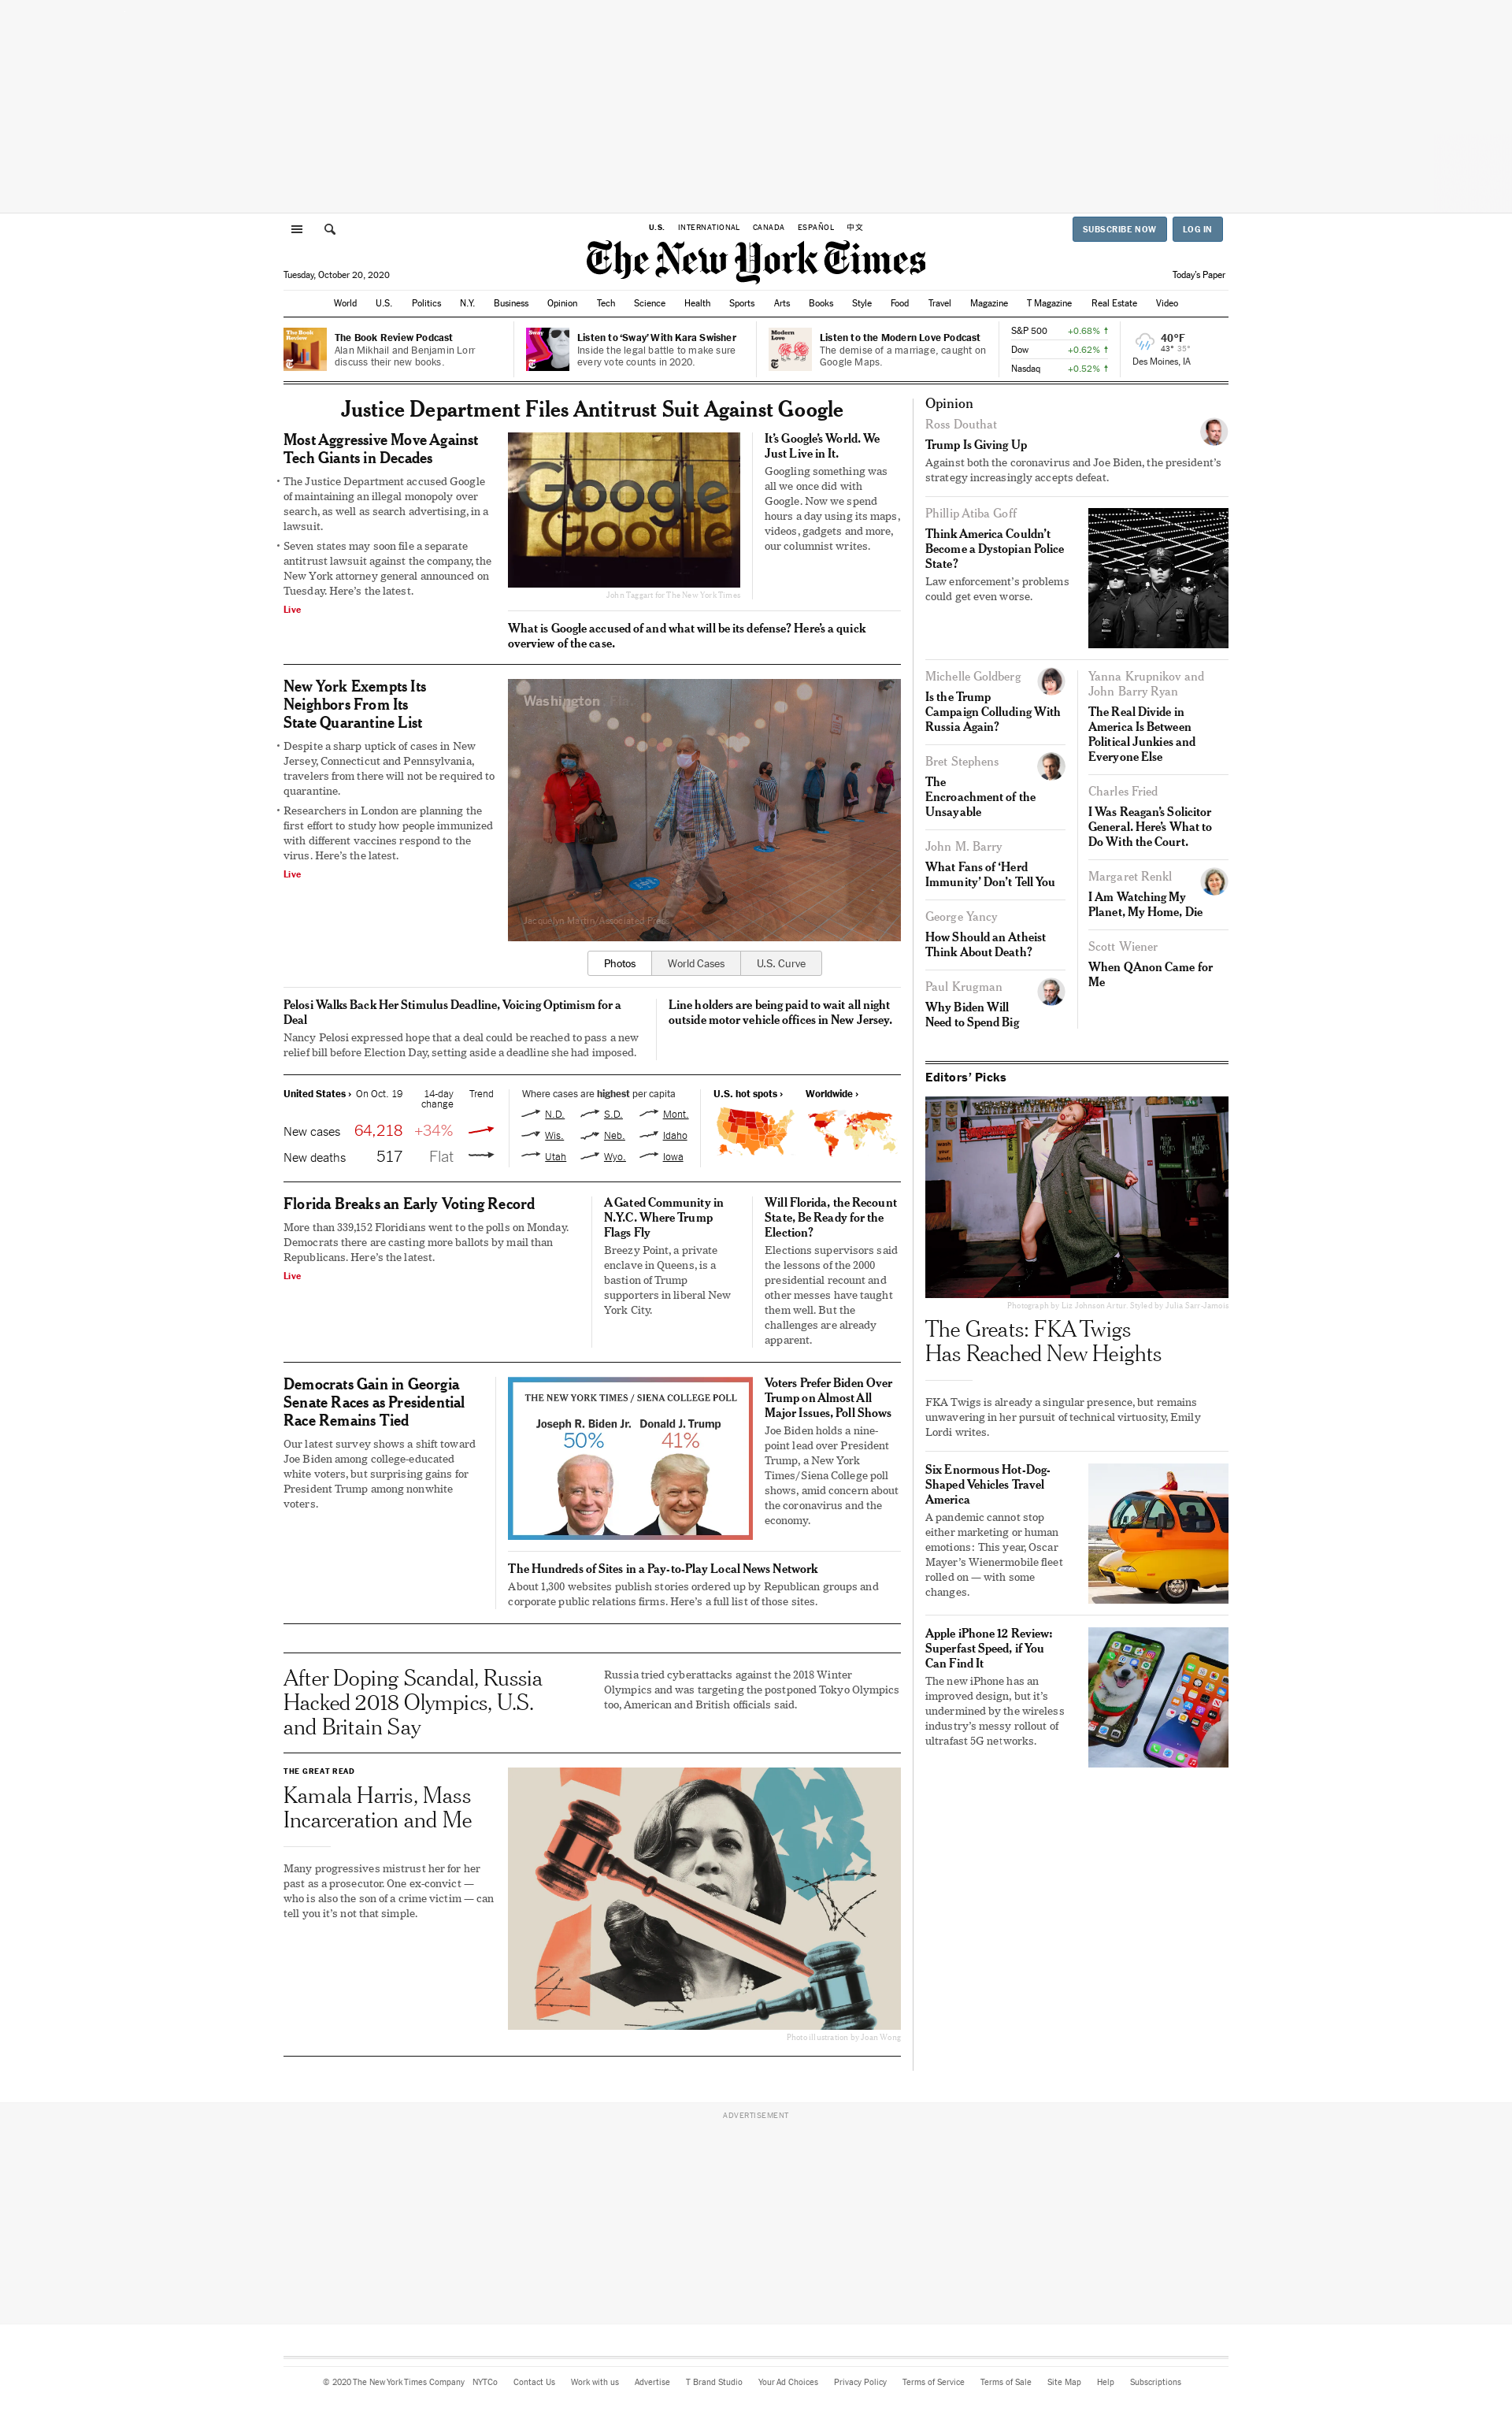 U.S. INTERNATIONAL CANADA ESPAÑOL 中文
SUBSCRIBE NOW LOG IN
The New York Times
Tuesday, October 20, 2020
Today's Paper
World U.S. Politics N.Y. Business Opinion Tech Science Health Sports Arts Books Style Food Travel Magazine T Magazine Real Estate Video
The Book Review
The Book Review Podcast
Alan Mikhail and Benjamin Lorr
discuss their new books.
Sway
Listen to ‘Sway’ With Kara Swisher
Inside the legal battle to make sure
every vote counts in 2020.
Modern Love
Listen to the Modern Love Podcast
The demise of a marriage, caught on
Google Maps.
S&P 500 +0.68% ↑
Dow +0.62% ↑
Nasdaq +0.52% ↑
40°F
43° 35°
Des Moines, IA
Justice Department Files Antitrust Suit Against Google
Most Aggressive Move Against
Tech Giants in Decades
• The Justice Department accused Google
of maintaining an illegal monopoly over
search, as well as search advertising, in a
lawsuit.
• Seven states may soon file a separate
antitrust lawsuit against the company, the
New York attorney general announced on
Tuesday. Here’s the latest.
Live
Google
Google
John Taggart for The New York Times
It’s Google’s World. We
Just Live in It.
Googling something was
all we once did with
Google. Now we spend
hours a day using its maps,
videos, gadgets and more,
our columnist writes.
What is Google accused of and what will be its defense? Here’s a quick
overview of the case.
New York Exempts Its
Neighbors From Its
State Quarantine List
• Despite a sharp uptick of cases in New
Jersey, Connecticut and Pennsylvania,
travelers from there will not be required to
quarantine.
• Researchers in London are planning the
first effort to study how people immunized
with different vaccines respond to the
virus. Here’s the latest.
Live
Washington Fla.
Jacquelyn Martin/Associated Press
Photos World Cases U.S. Curve
Pelosi Walks Back Her Stimulus Deadline, Voicing Optimism for a
Deal
Nancy Pelosi expressed hope that a deal could be reached to pass a new
relief bill before Election Day, setting aside a deadline she had imposed.
Line holders are being paid to wait all night
outside motor vehicle offices in New Jersey.
United States › On Oct. 19 14-day
change Trend
New cases 64,218 +34%
New deaths 517 Flat
Where cases are highest per capita
N.D. S.D. Mont.
Wis. Neb. Idaho
Utah Wyo. Iowa
U.S. hot spots › Worldwide ›
Florida Breaks an Early Voting Record
More than 339,152 Floridians went to the polls on Monday.
Democrats there are casting more ballots by mail than
Republicans. Here’s the latest.
Live
A Gated Community in
N.Y.C. Where Trump
Flags Fly
Breezy Point, a private
enclave in Queens, is a
bastion of Trump
supporters in liberal New
York City.
Will Florida, the Recount
State, Be Ready for the
Election?
Elections supervisors said
the lessons of the 2000
presidential recount and
other messes have taught
them well. But the
challenges are already
apparent.
Democrats Gain in Georgia
Senate Races as Presidential
Race Remains Tied
Our latest survey shows a shift toward
Joe Biden among college-educated
white voters, but surprising gains for
President Trump among nonwhite
voters.
THE NEW YORK TIMES / SIENA COLLEGE POLL
Joseph R. Biden Jr. Donald J. Trump
50% 41%
Voters Prefer Biden Over
Trump on Almost All
Major Issues, Poll Shows
Joe Biden holds a nine-
point lead over President
Trump, a New York
Times/Siena College poll
shows, amid concern about
the coronavirus and the
economy.
The Hundreds of Sites in a Pay-to-Play Local News Network
About 1,300 websites publish stories ordered up by Republican groups and
corporate public relations firms. Here’s a full list of those sites.
After Doping Scandal, Russia
Hacked 2018 Olympics, U.S.
and Britain Say
Russia tried cyberattacks against the 2018 Winter
Olympics and was targeting the postponed Tokyo Olympics
too, American and British officials said.
THE GREAT READ
Kamala Harris, Mass
Incarceration and Me
Many progressives mistrust her for her
past as a prosecutor. One ex-convict —
who is also the son of a crime victim — can
tell you it’s not that simple.
Photo illustration by Joan Wong
Opinion
Ross Douthat
Trump Is Giving Up
Against both the coronavirus and Joe Biden, the president’s
strategy increasingly accepts defeat.
Phillip Atiba Goff
Think America Couldn’t
Become a Dystopian Police
State?
Law enforcement’s problems
could get even worse.
Michelle Goldberg
Is the Trump
Campaign Colluding With
Russia Again?
Bret Stephens
The
Encroachment of the
Unsayable
John M. Barry
What Fans of ‘Herd
Immunity’ Don’t Tell You
George Yancy
How Should an Atheist
Think About Death?
Paul Krugman
Why Biden Will
Need to Spend Big
Yanna Krupnikov and
John Barry Ryan
The Real Divide in
America Is Between
Political Junkies and
Everyone Else
Charles Fried
I Was Reagan’s Solicitor
General. Here’s What to
Do With the Court.
Margaret Renkl
I Am Watching My
Planet, My Home, Die
Scott Wiener
When QAnon Came for
Me
Editors’ Picks
wash
your
hands
Photograph by Liz Johnson Artur. Styled by Julia Sarr-Jamois
The Greats: FKA Twigs
Has Reached New Heights
FKA Twigs is already a singular presence, but remains
unwavering in her pursuit of technical virtuosity, Emily
Lordi writes.
Six Enormous Hot-Dog-
Shaped Vehicles Travel
America
A pandemic cannot stop
either marketing or human
emotions: This year, Oscar
Mayer’s Wienermobile fleet
rolled on — with some
changes.
Apple iPhone 12 Review:
Superfast Speed, if You
Can Find It
The new iPhone has an
improved design, but it’s
undermined by the wireless
industry’s messy rollout of
ultrafast 5G networks.
ADVERTISEMENT
© 2020 The New York Times Company NYTCo Contact Us Work with us Advertise T Brand Studio Your Ad Choices Privacy Policy Terms of Service Terms of Sale Site Map Help Subscriptions